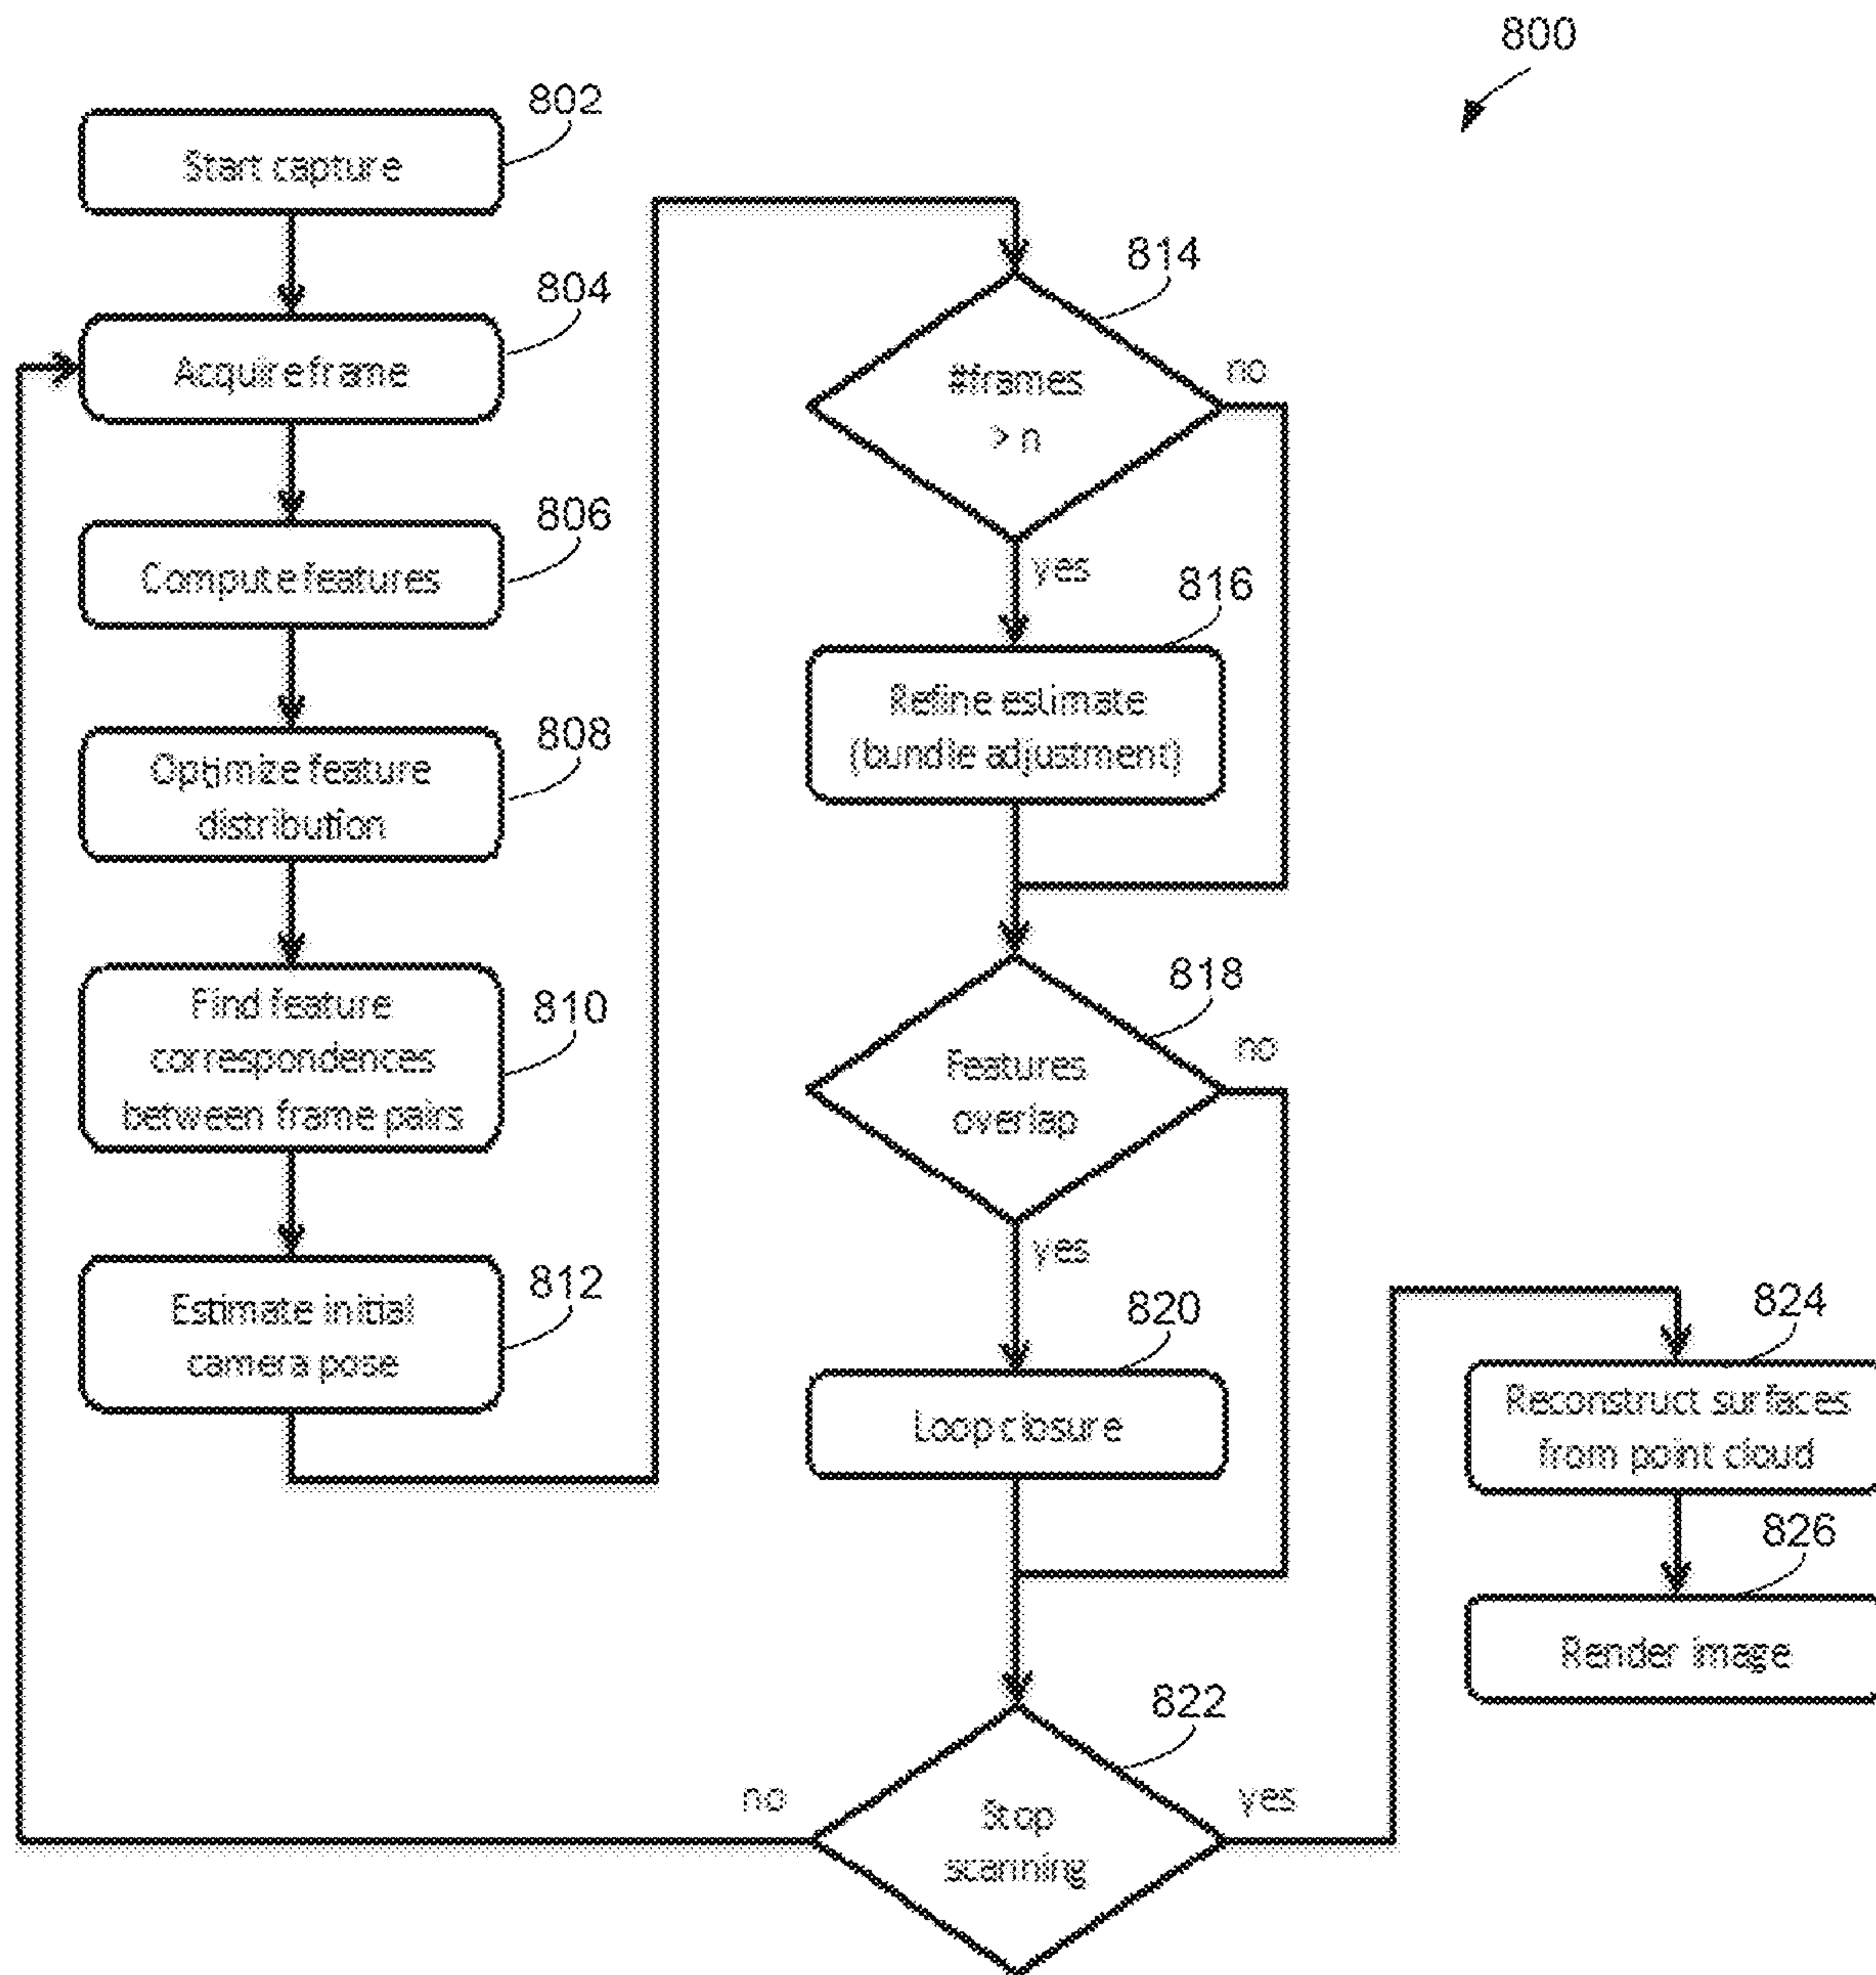 800
802
Start capture
804
Acquire frame
806
Compute features
808
Optimize feature
distribution
810
Find feature
correspondences
between frame pairs
812
Estimate initial
camera pose
814
#frames
> n
no
yes
816
Refine estimate
(bundle adjustment)
818
Features
overlap
no
yes
820
Loop closure
822
Stop
scanning
no
yes
824
Reconstruct surfaces
from point cloud
826
Render image